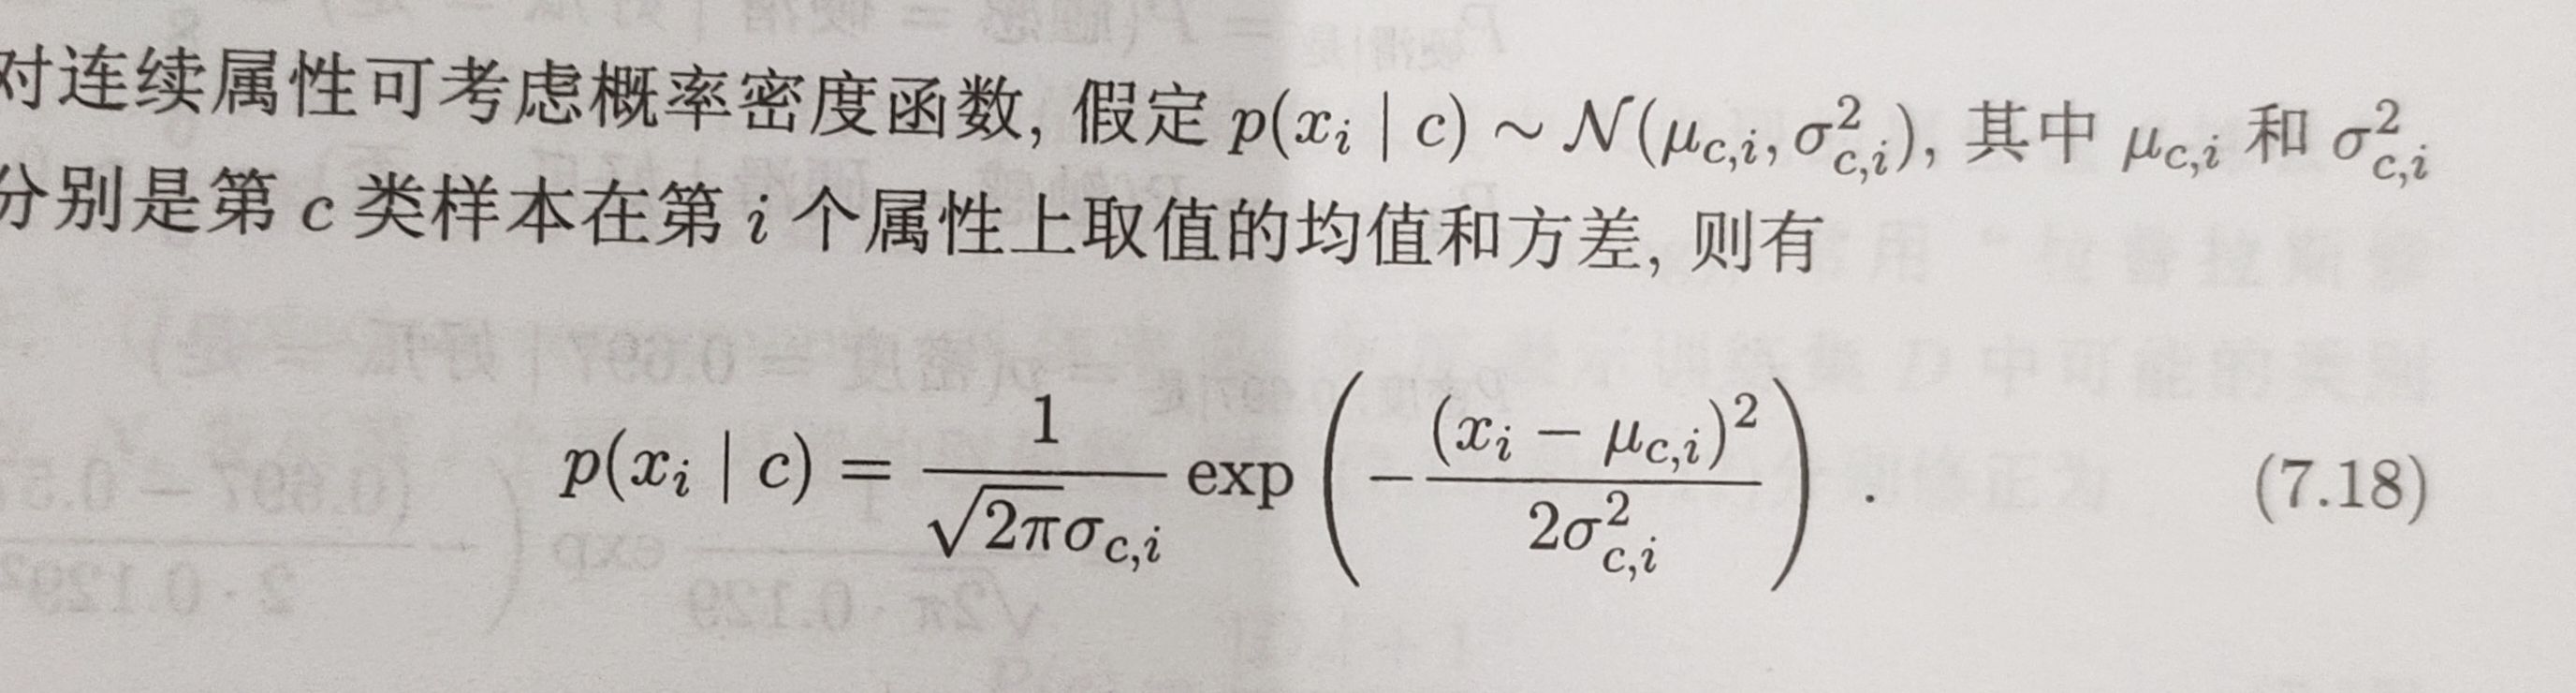 对连续属性可考虑概率密度函数, 假定 $p(x_i \mid c) \sim \mathcal{N}(\mu_{c,i}, \sigma_{c,i}^2)$, 其中 $\mu_{c,i}$ 和 $\sigma_{c,i}^2$
分别是第 $c$ 类样本在第 $i$ 个属性上取值的均值和方差, 则有
$p(x_i \mid c) = \frac{1}{\sqrt{2\pi}\sigma_{c,i}} \exp\left(-\frac{(x_i - \mu_{c,i})^2}{2\sigma_{c,i}^2}\right)$ . (7.18)